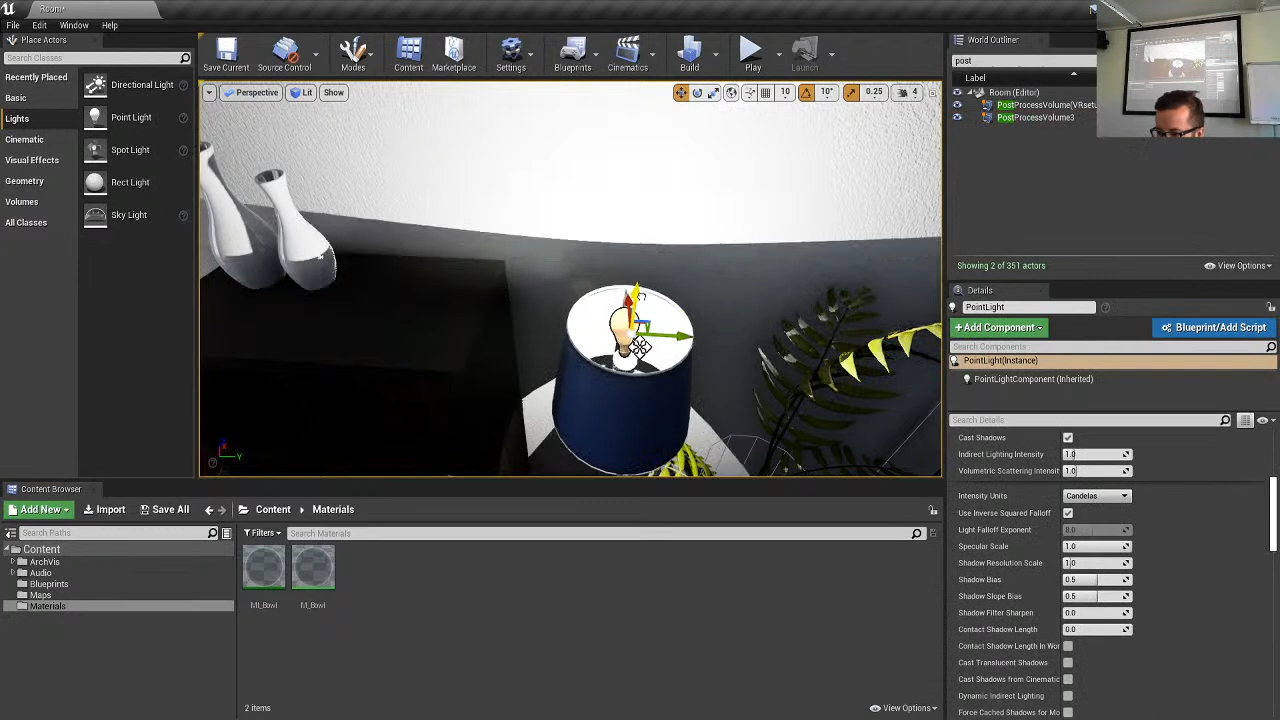 Room*
File Edit Window Help
Place Actors
Search Classes
Recently Placed
Basic
Lights
Cinematic
Visual Effects
Geometry
Volumes
All Classes
Directional Light
Point Light
Spot Light
Rect Light
Sky Light
Save Current Source Control Modes Content Marketplace Settings Blueprints Cinematics Build Play Launch
Perspective Lit Show 10 10° 0.25 4
World Outliner
post
Label
Room (Editor)
PostProcessVolume(VRsetu
PostProcessVolume3
Showing 2 of 351 actors View Options
Details
PointLight
+Add Component Blueprint/Add Script
Search Components
PointLight(Instance)
PointLightComponent (Inherited)
Search Details
Cast Shadows
Indirect Lighting Intensity 1.0
Volumetric Scattering Intensit 1.0
Intensity Units Candelas
Use Inverse Squared Falloff
Light Falloff Exponent 8.0
Specular Scale 1.0
Shadow Resolution Scale 1.0
Shadow Bias 0.5
Shadow Slope Bias 0.5
Shadow Filter Sharpen 0.0
Contact Shadow Length 0.0
Contact Shadow Length In Wor
Cast Translucent Shadows
Cast Shadows from Cinematic
Dynamic Indirect Lighting
Force Cached Shadows for Mo
Content Browser
Add New Import Save All Content Materials
Search Paths
Filters Search Materials
Content
ArchVis
Audio
Blueprints
Maps
Materials
MI_Bowl M_Bowl
2 items View Options